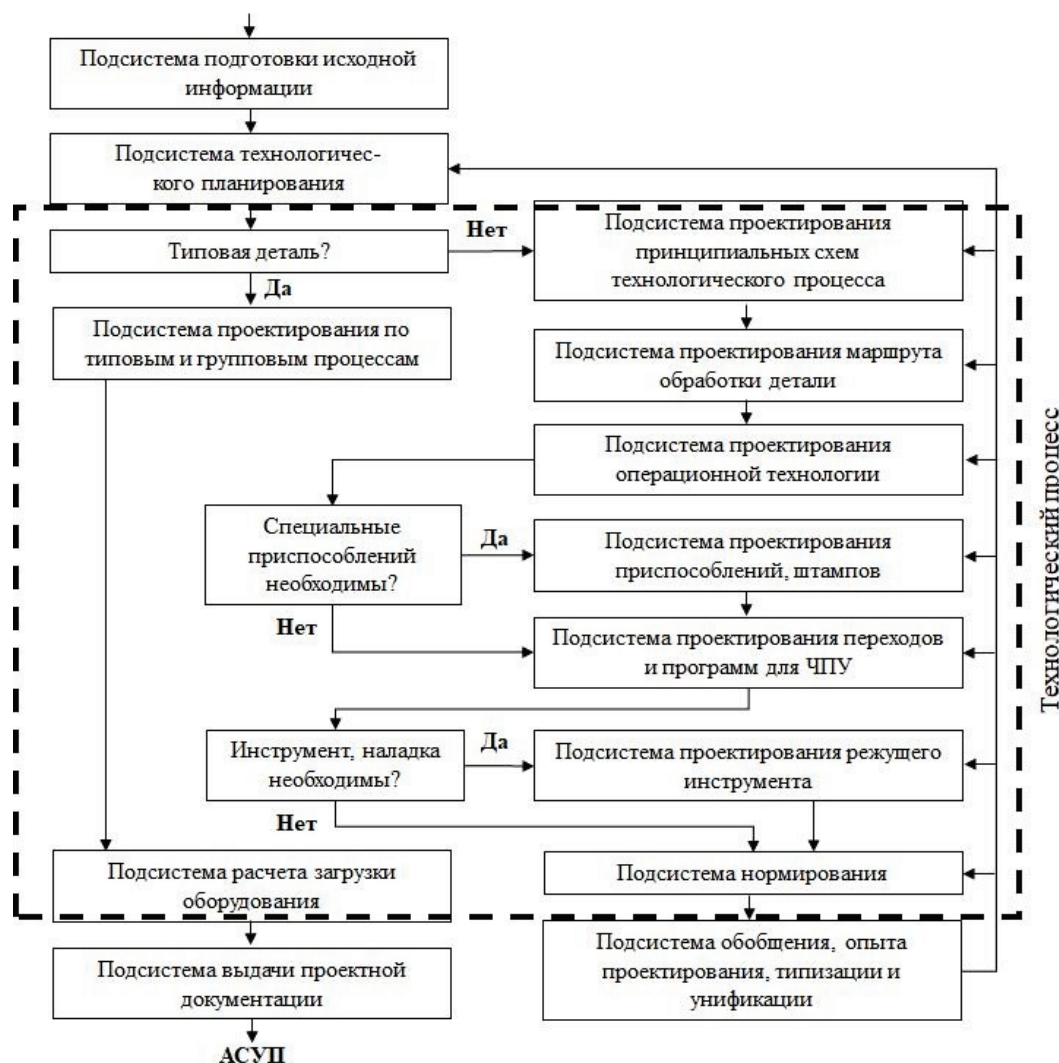 Подсистема подготовки исходной
информации
Подсистема технологичес-
кого планирования
Типовая деталь?
Нет
Подсистема проектирования
принципиальных схем
технологического процесса
Да
Подсистема проектирования по
типовым и групповым процессам
Подсистема проектирования маршрута
обработки детали
Подсистема проектирования
операционной технологии
Специальные
приспособлений
необходимы?
Да
Подсистема проектирования
приспособлений, штампов
Нет
Подсистема проектирования переходов
и программ для ЧПУ
Инструмент, наладка
необходимы?
Да
Подсистема проектирования режущего
инструмента
Нет
Подсистема расчета загрузки
оборудования
Подсистема нормирования
Подсистема обобщения, опыта
проектирования, типизации и
унификации
Подсистема выдачи проектной
документации
АСУП
Технологический процесс